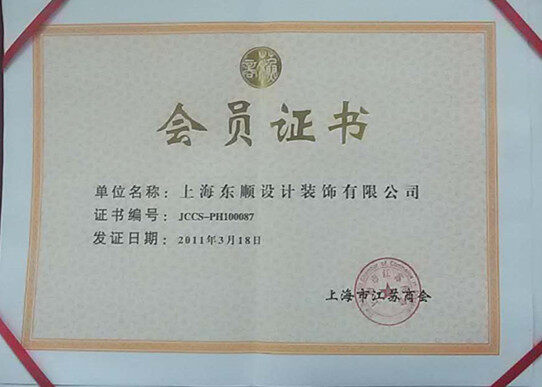 会员证书
单位名称：上海东顺设计装饰有限公司
证书编号：JCCS-PH100087
发证日期：2011年3月18日
上海市江苏商会